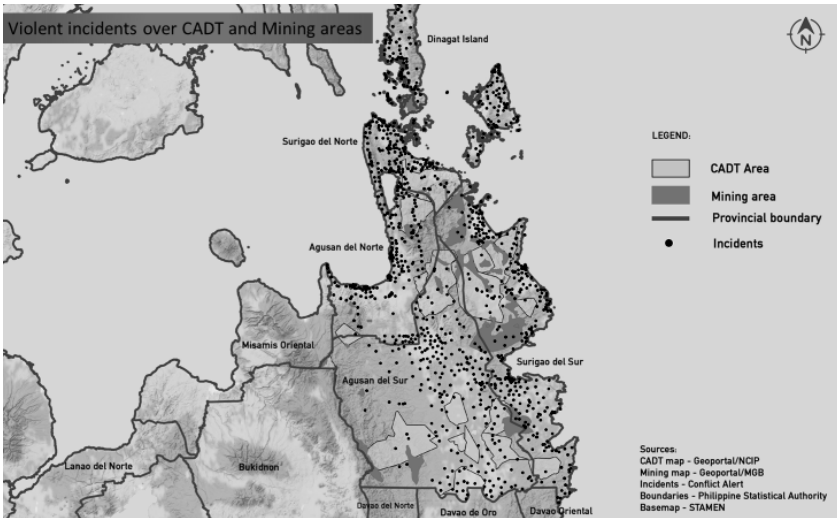 Violent incidents over CADT and Mining areas
Dinagat Island
N
Surigao del Norte
LEGEND:
CADT Area
Mining area
Provincial boundary
Incidents
Agusan del Norte
Misamis Oriental
Surigao del Sur
Agusan del Sur
Lanao del Norte
Bukidnon
Davao del Norte
Davao de Oro
Davao Oriental
Sources:
CADT map - Geoportal/NCIP
Mining map - Geoportal/MGB
Incidents - Conflict Alert
Boundaries - Philippine Statistical Authority
Basemap - STAMEN